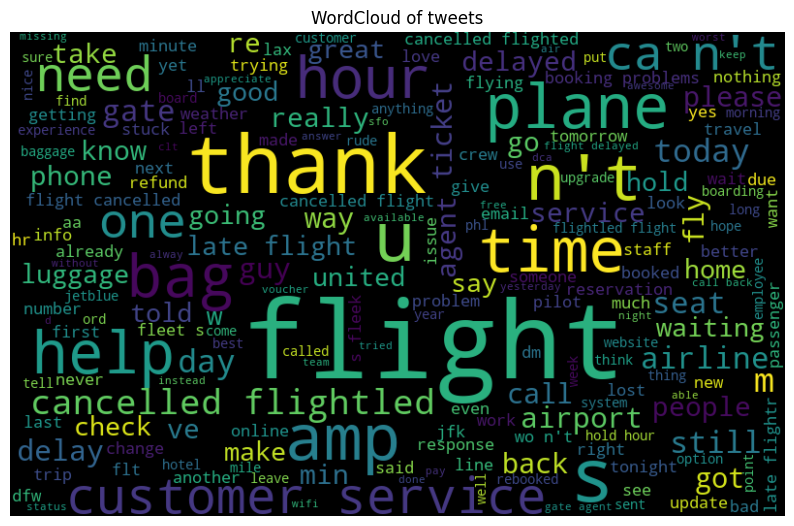 WordCloud of tweets
missing
customer
cancelled flighted
worst
air
two
keep
sure
take
minute
re
lax
great
love
delayed
ca n't
put
yet
trying
appreciate
awesome
nice
need
hour
booking problems
nothing
find
ll
good
flying
please
getting
board
weather
anything
ticket
yes
morning
experience
gate
stuck
left
really
sfo
plane
go
tomorrow
travel
baggage
clt
made
answer
rude
crew
flight delayed
today
know
next
thank
use
dca
wait
due
phone
refund
give
n't
upgrade
hold
boarding
flight cancelled
cancelled flight
free
email
service
look
long
want
aa
one
going
way
available
issue
agent
phl
flightled flight
hope
fly
hr
info
late flight
u
time
staff
better
already
guy
united
say
someone
booked
home
call back
luggage
bag
alway
without
problem
yesterday
reservation
much
employee
jetblue
voucher
year
pilot
seat
number
told
w
night
passenger
d
ord
come
first
fleet s
s fleek
flight
website
waiting
best
help
day
called
tried
dm
week
think
airline
team
instead
thing
able
tell
never
lost
new
m
cancelled flightled
even
call
system
people
last
work
airport
option
check
ve
online
amp
jfk
wo n't
hold hour
right
late flightr
delay
change
make
response
tonight
still
trip
flt
hotel
mile
min
said
line
back
rebooked
another
leave
pay
see
got
point
dfw
done
well
update
bad
status
customer service
wifi
s
gate agent
sent